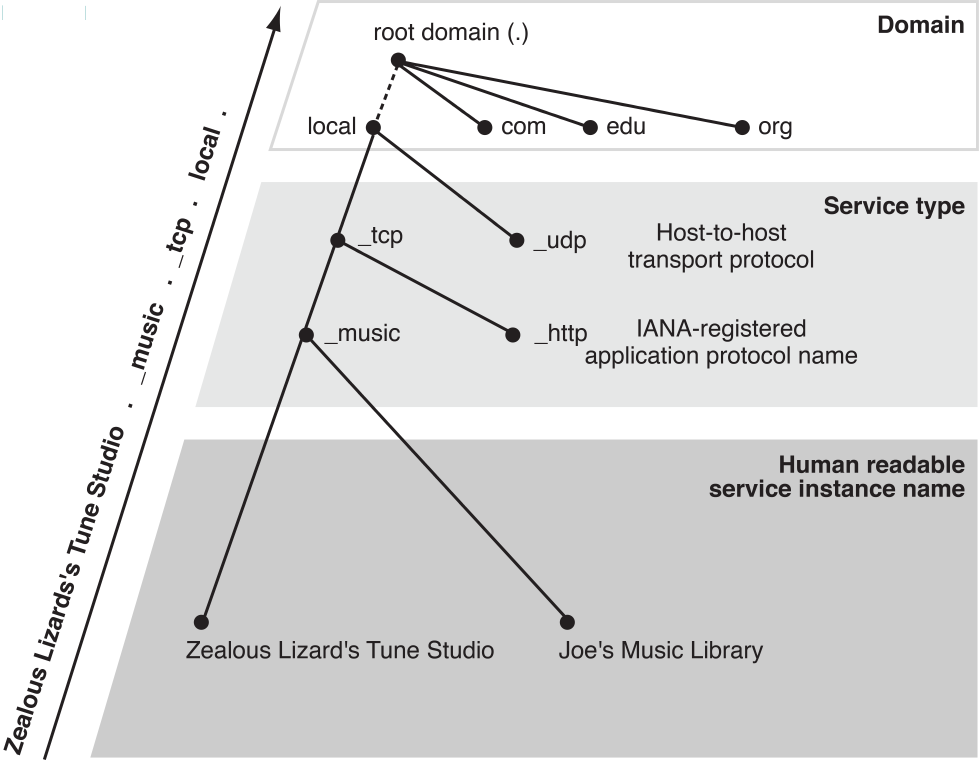 Domain
root domain (.)
local
com
edu
org
Service type
_tcp
_udp
Host-to-host
transport protocol
_music
_http
IANA-registered
application protocol name
Human readable
service instance name
Zealous Lizard's Tune Studio
Joe's Music Library
Zealous Lizards's Tune Studio . _music . _tcp . local .